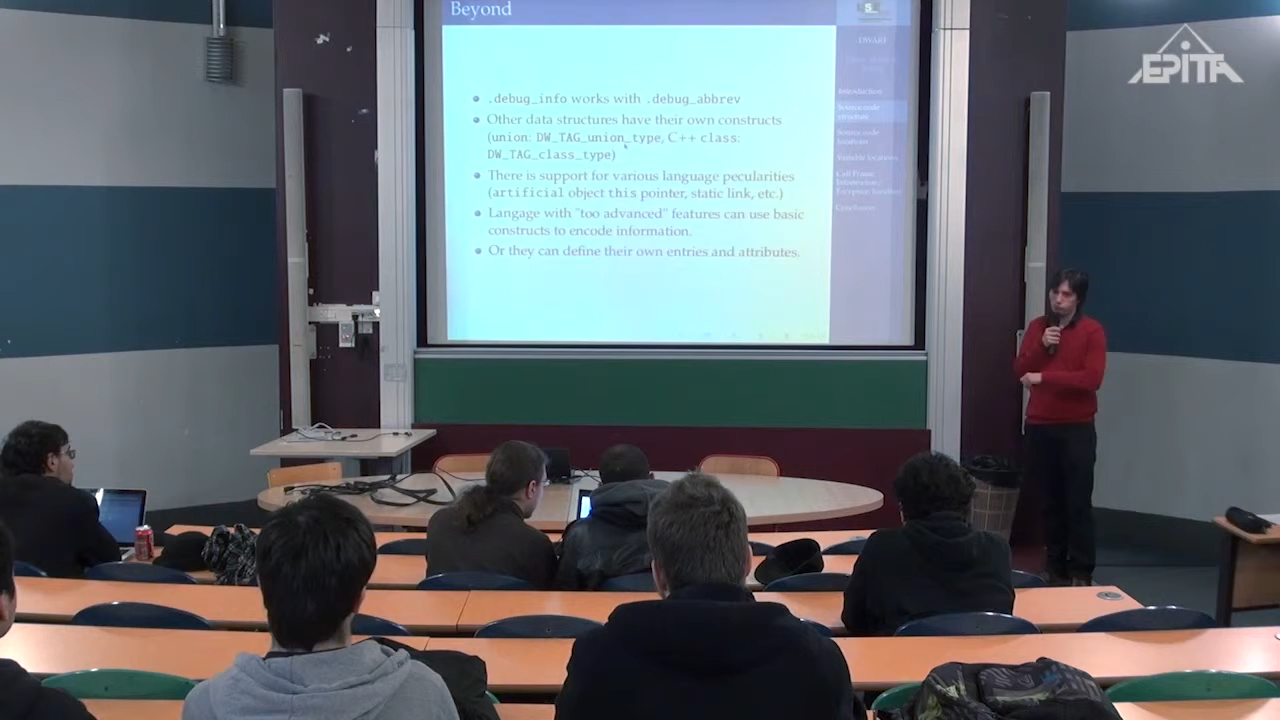 Beyond
S
EPITA
DWARF
.debug_info works with .debug_abbrev
Other data structures have their own constructs
(union: DW_TAG_union_type, C++ class:
DW_TAG_class_type)
There is support for various language pecularities
(artificial object this pointer, static link, etc.)
Langage with "too advanced" features can use basic
constructs to encode information.
Or they can define their own entries and attributes.
Introduction
Source code
structure
Source code
locations
Variable locations
Call Frame
Information /
Exception handlers
Conclusion